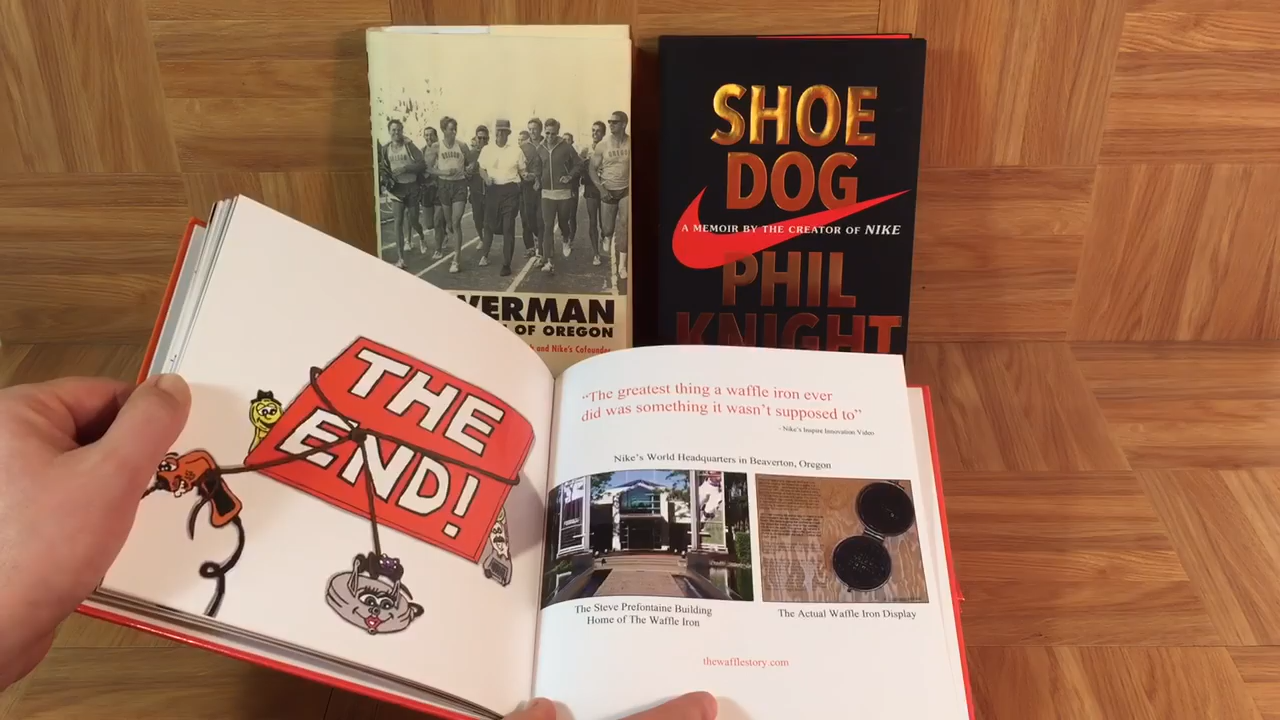 SHOE
DOG
A MEMOIR BY THE CREATOR OF NIKE
PHIL
KNIGHT
VERMAN
OF OREGON
and Nike's Cofounder
THE
END!
“The greatest thing a waffle iron ever
did was something it wasn’t supposed to”
- Nike's Inspire Innovation Video
Nike’s World Headquarters in Beaverton, Oregon
The Steve Prefontaine Building
Home of The Waffle Iron
The Actual Waffle Iron Display
thewafflestory.com